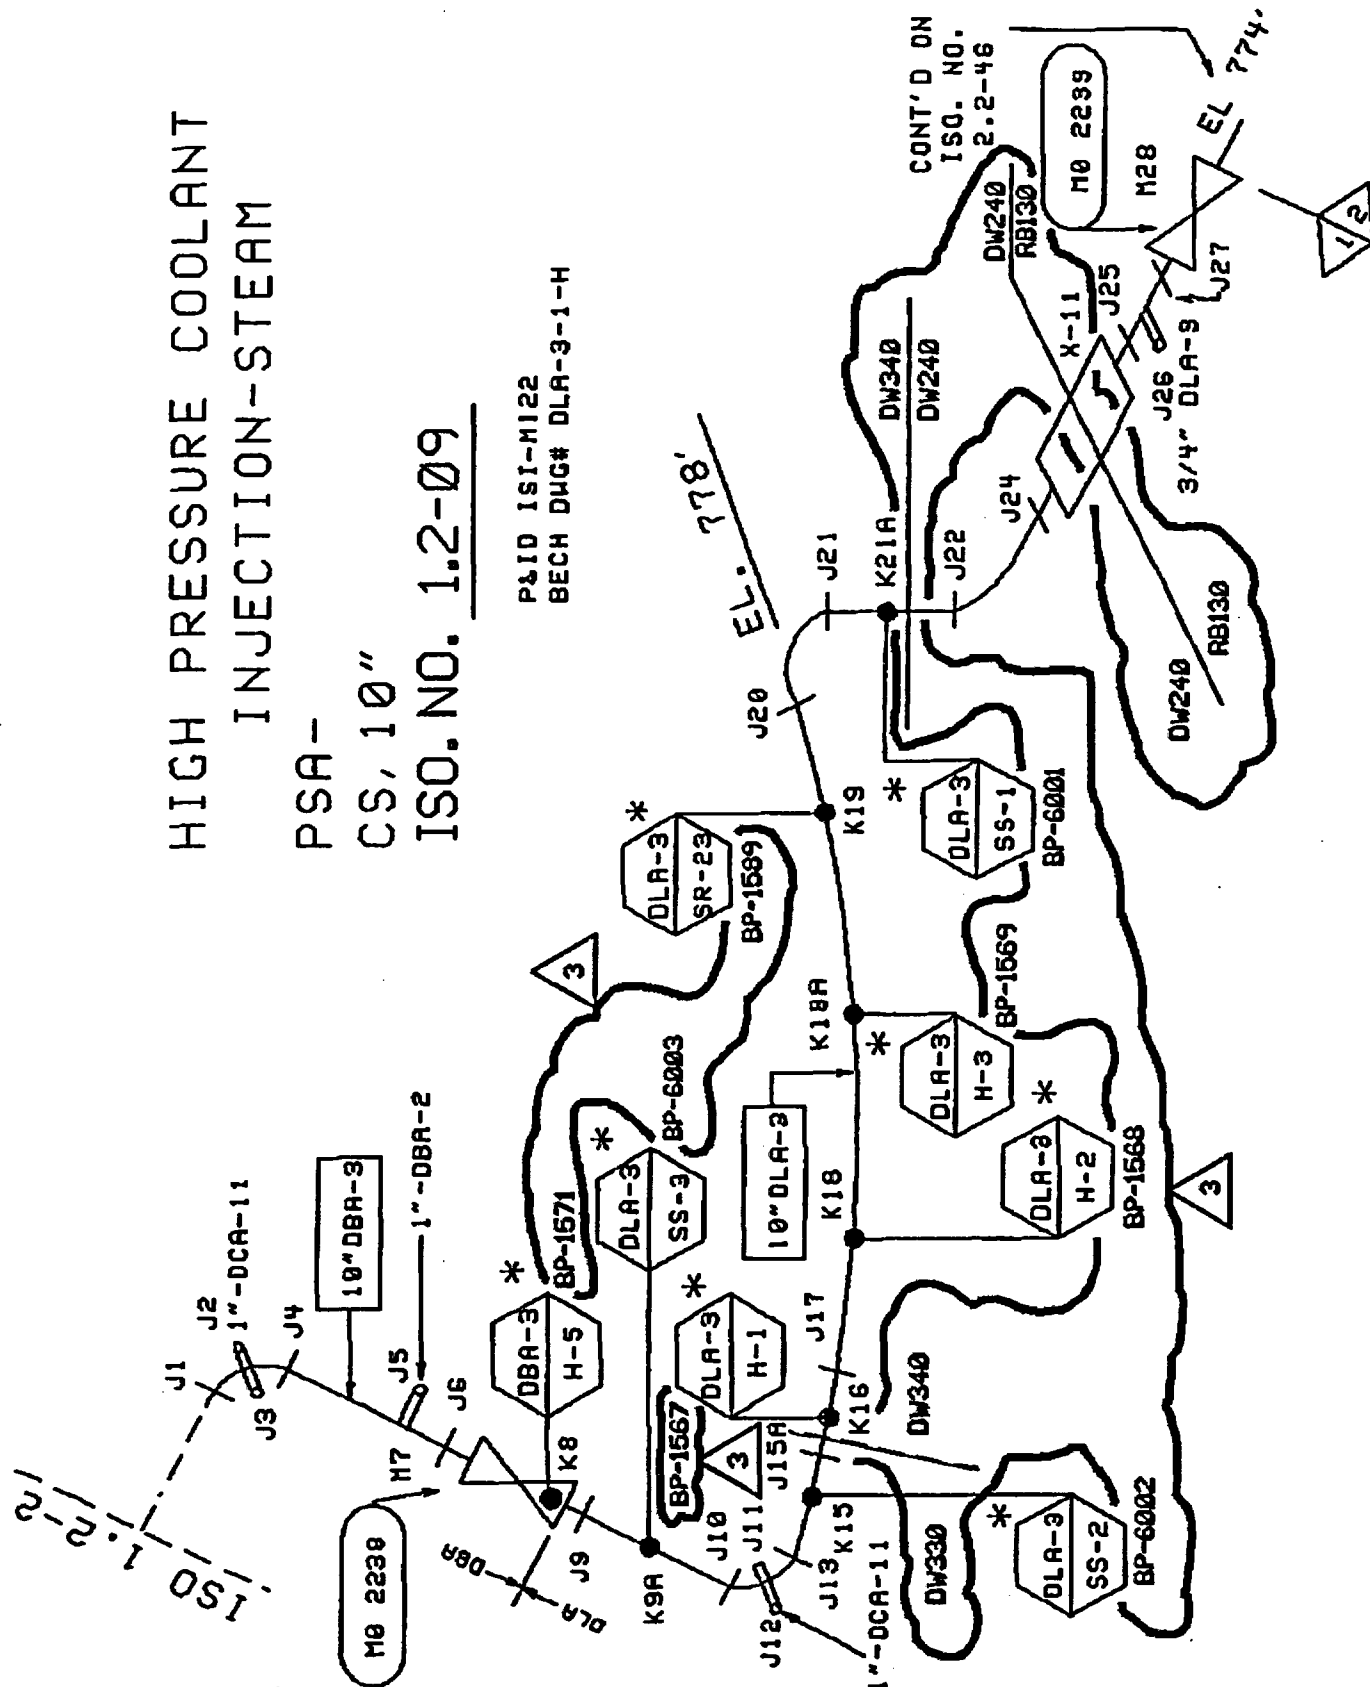 HIGH PRESSURE COOLANT
INJECTION-STEAM
PSA-
CS, 10"
ISO. NO. 1.2-09
P&ID ISI-M122
BECH DWG# DLA-3-1-H
ISO 1.2-2
J1
J2
1"-DCA-11
J3
J4
10"DBA-3
J5
1"-DBA-2
J6
M7
MO 2238
K8
DBA-3
H-5
*
BP-1571
DBA
DLA
J9
K9A
DLA-3
SS-3
*
BP-6003
J10
J11
J12
1"-DCA-11
J13
K15
J15A
BP-1567
3
DLA-3
H-1
*
K16
J17
DW330
DW340
DLA-3
SS-2
*
BP-6002
K18
10"DLA-3
K18A
DLA-3
H-2
*
BP-1568
3
DLA-3
H-3
*
BP-1569
3
DLA-3
SR-23
*
BP-1589
K19
J20
EL. 778'
J21
K21A
DLA-3
SS-1
*
BP-6001
DW340
DW240
J22
J24
X-11
J25
J26
3/4" DLA-9
J27
DW240
RB130
DW240
RB130
M28
MO 2239
CONT'D ON
ISO. NO.
2.2-46
EL 774'
1 2